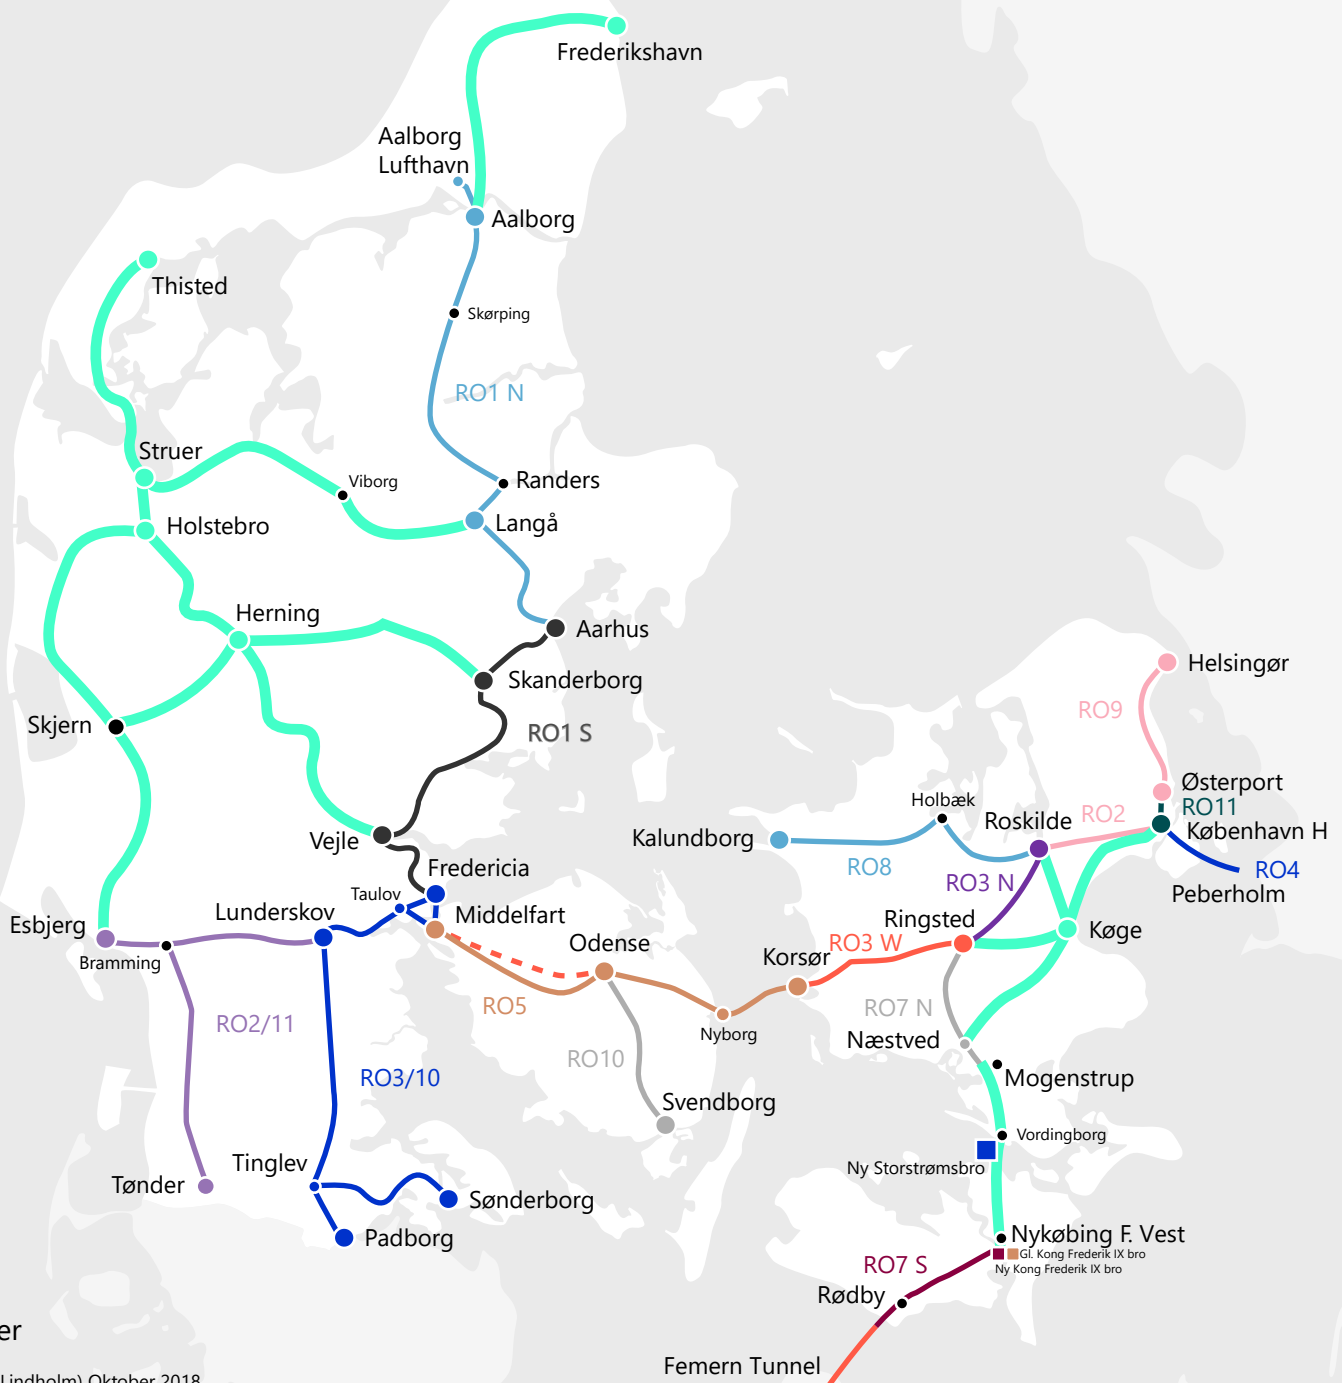 Frederikshavn
Aalborg
Lufthavn
Aalborg
Thisted
Skørping
RO1 N
Struer
Viborg
Randers
Langå
Holstebro
Herning
Aarhus
Skanderborg
Helsingør
RO9
Skjern
RO1 S
Østerport
RO11
Holbæk
RO2
Roskilde
København H
Vejle
Kalundborg
RO8
RO4
Fredericia
RO3 N
Peberholm
Taulov
Lunderskov
Middelfart
Ringsted
Esbjerg
Køge
Odense
RO3 W
Korsør
Bramming
RO5
RO7 N
RO2/11
Nyborg
Næstved
RO10
RO3/10
Mogenstrup
Svendborg
Vordingborg
Tinglev
Ny Storstrømsbro
Tønder
Sønderborg
Padborg
Nykøbing F. Vest
Gl. Kong Frederik IX bro
RO7 S
Ny Kong Frederik IX bro
Rødby
er
Femern Tunnel
Lindholm) Oktober 2018